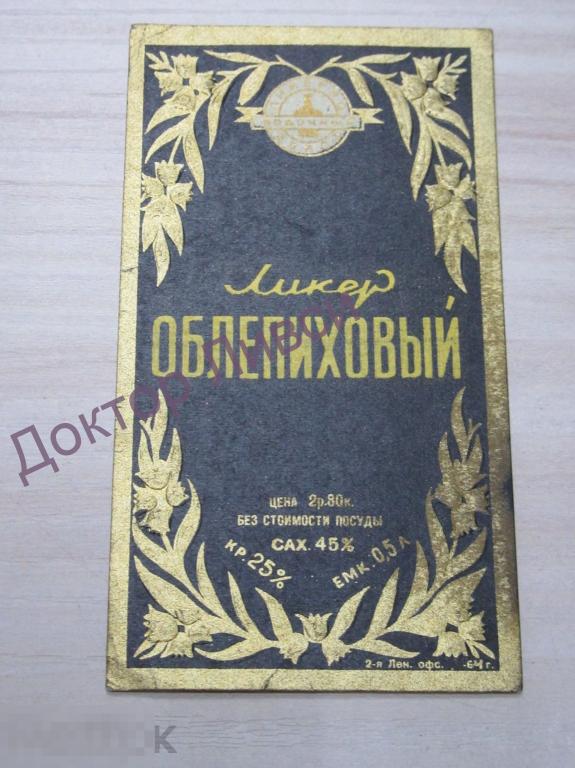 Ликер
ОБЛЕПИХОВЫЙ
ЦЕНА 2р.80к.
БЕЗ СТОИМОСТИ ПОСУДЫ
САХ. 45%
КР. 25%
ЕМК. 0,5 Л
2-я Лен. офс. -64 г.
Доктор Ливси